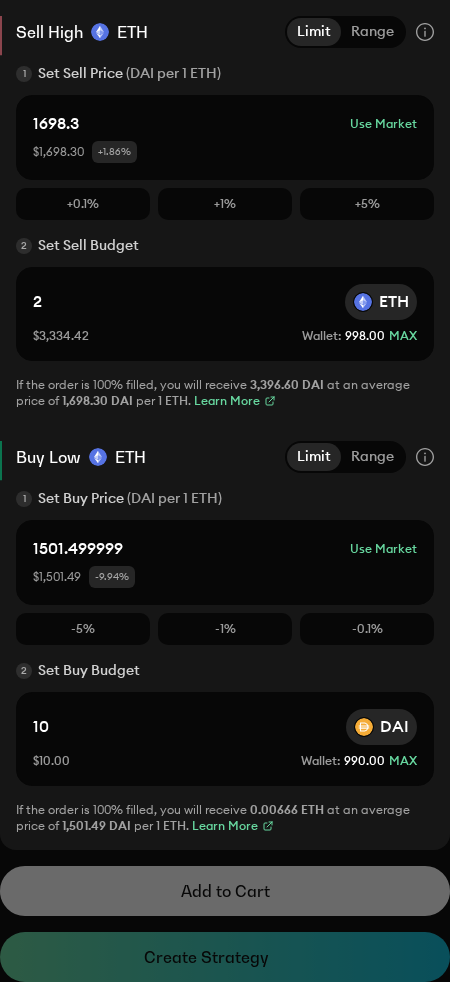 Sell High ETH Limit Range
1 Set Sell Price (DAI per 1 ETH)
1698.3 Use Market
$1,698.30 +1.86%
+0.1% +1% +5%
2 Set Sell Budget
2 ETH
$3,334.42 Wallet: 998.00 MAX
If the order is 100% filled, you will receive 3,396.60 DAI at an average
price of 1,698.30 DAI per 1 ETH. Learn More
Buy Low ETH Limit Range
1 Set Buy Price (DAI per 1 ETH)
1501.499999 Use Market
$1,501.49 -9.94%
-5% -1% -0.1%
2 Set Buy Budget
10 DAI
$10.00 Wallet: 990.00 MAX
If the order is 100% filled, you will receive 0.00666 ETH at an average
price of 1,501.49 DAI per 1 ETH. Learn More
Add to Cart
Create Strategy